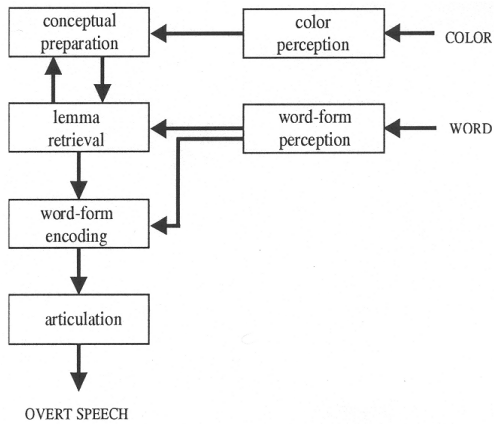 conceptual
preparation
color
perception
COLOR
lemma
retrieval
word-form
perception
WORD
word-form
encoding
articulation
OVERT SPEECH